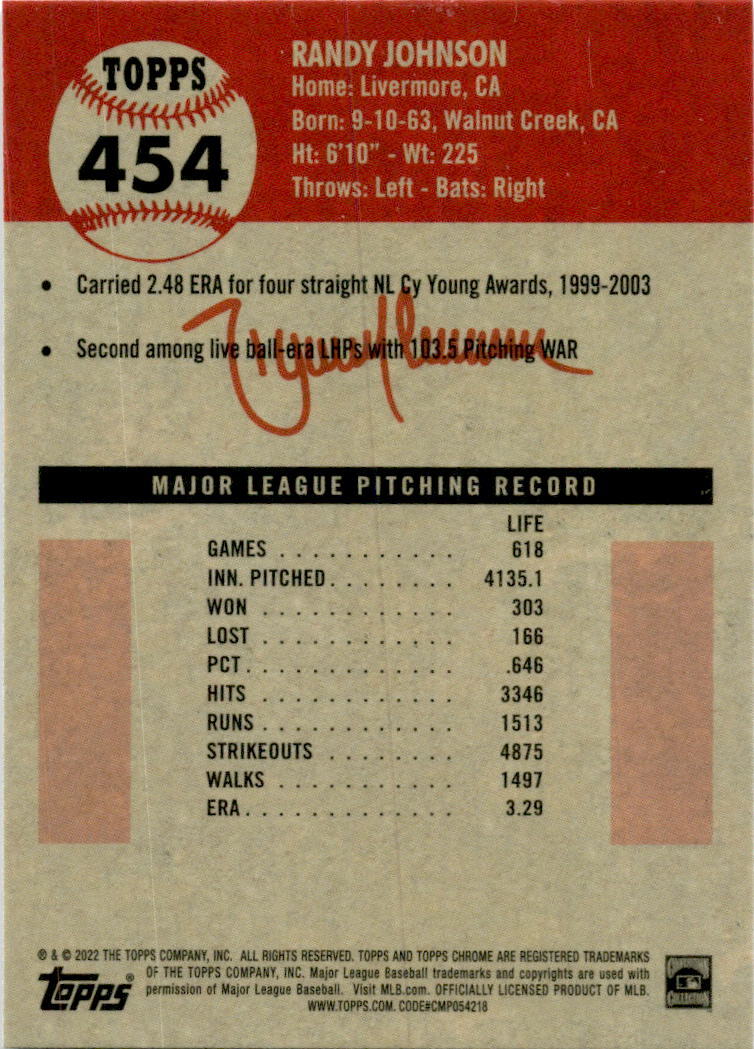 TOPPS
454
RANDY JOHNSON
Home: Livermore, CA
Born: 9-10-63, Walnut Creek, CA
Ht: 6'10" - Wt: 225
Throws: Left - Bats: Right
• Carried 2.48 ERA for four straight NL Cy Young Awards, 1999-2003
• Second among live ball-era LHPs with 103.5 Pitching WAR
MAJOR LEAGUE PITCHING RECORD
LIFE
GAMES . . . . . . . . . . . 618
INN. PITCHED. . . . . . . . 4135.1
WON . . . . . . . . . . . . 303
LOST . . . . . . . . . . . . 166
PCT. . . . . . . . . . . . . .646
HITS . . . . . . . . . . . . 3346
RUNS . . . . . . . . . . . . 1513
STRIKEOUTS . . . . . . . . 4875
WALKS . . . . . . . . . . . 1497
ERA. . . . . . . . . . . . . 3.29
® & © 2022 THE TOPPS COMPANY, INC. ALL RIGHTS RESERVED. TOPPS AND TOPPS CHROME ARE REGISTERED TRADEMARKS
OF THE TOPPS COMPANY, INC. Major League Baseball trademarks and copyrights are used with
permission of Major League Baseball. Visit MLB.com. OFFICIALLY LICENSED PRODUCT OF MLB.
WWW.TOPPS.COM. CODE#CMP054218
Topps®
COOPERSTOWN
COLLECTION